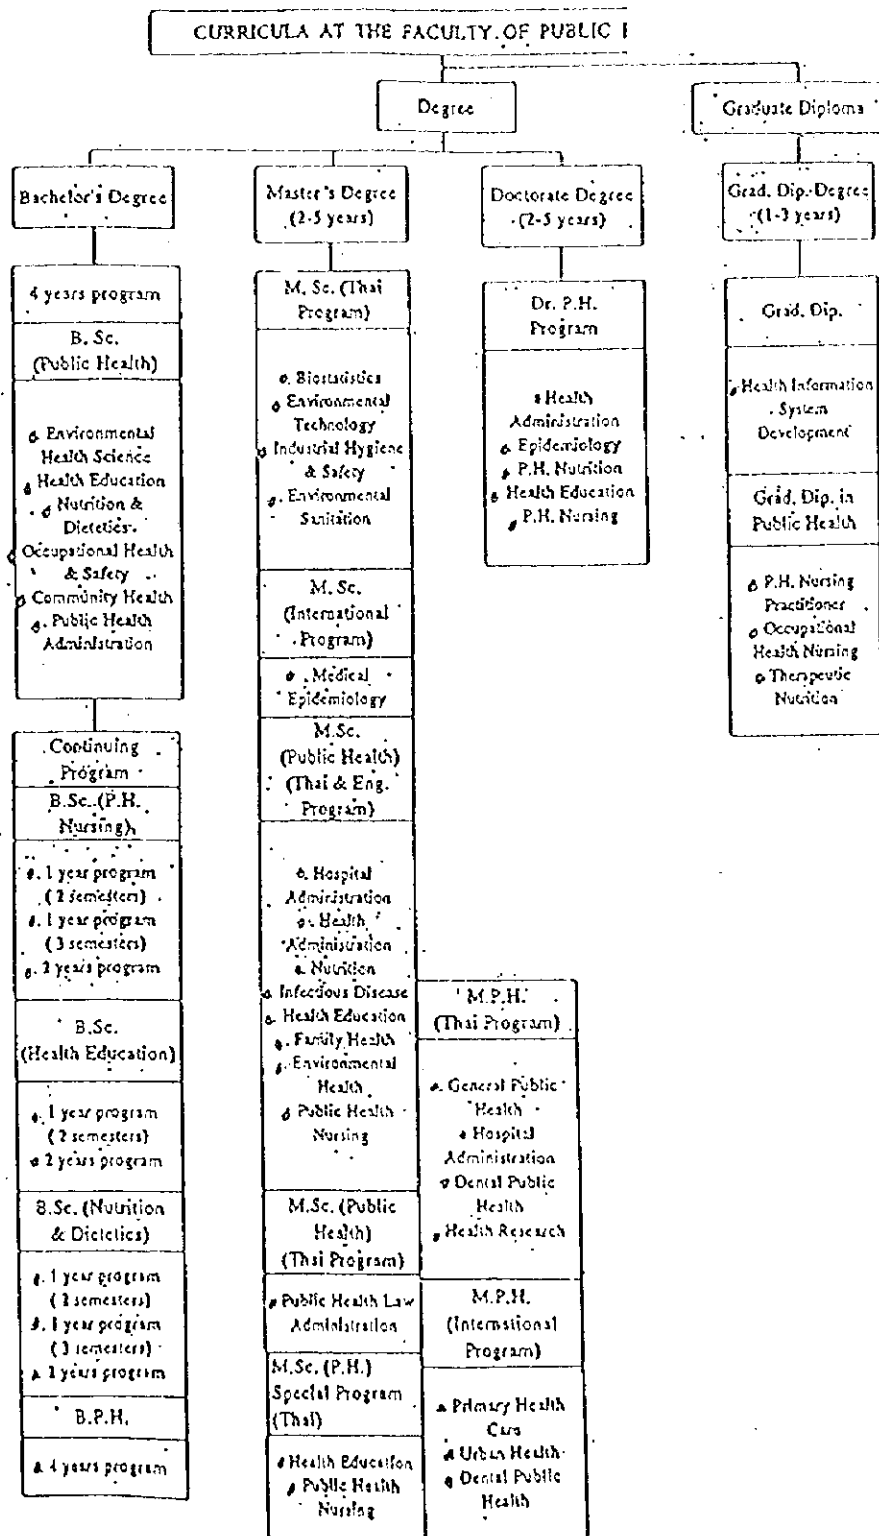 CURRICULA AT THE FACULTY OF PUBLIC
Degree
Graduate Diploma
Bachelor's Degree
Master's Degree
(2-5 years)
Doctorate Degree
(2-5 years)
Grad. Dip. Degree
(1-3 years)
4 years program
B. Sc.
(Public Health)
Environmental
Health Science
Health Education
Nutrition &
Dietetics
Occupational Health
& Safety
Community Health
Public Health
Administration
Continuing
Program
B.Sc. (P.H.
Nursing)
1 year program
(2 semesters)
1 year program
(3 semesters)
2 years program
B.Sc.
(Health Education)
1 year program
(2 semesters)
2 years program
B.Sc. (Nutrition
& Dietetics)
1 year program
(2 semesters)
1 year program
(3 semesters)
years program
B.P.H.
4 years program
M. Sc. (Thai
Program)
Biostatistics
Environmental
Technology
Industrial Hygiene
& Safety
Environmental
Sanitation
M. Sc.
(International
Program)
Medical
Epidemiology
M.Sc.
(Public Health)
(Thai & Eng.
Program)
Hospital
Administration
Health
Administration
Nutrition
Infectious Disease
Health Education
Family Health
Environmental
Health
Public Health
Nursing
M.Sc. (Public
Health)
(Thai Program)
Public Health Law
Administration
M.Sc. (P.H.)
Special Program
(Thai)
Health Education
Public Health
Nursing
M.P.H.
(Thai Program)
General Public
Health
Hospital
Administration
Dental Public
Health
Health Research
M.P.H.
(International
Program)
Primary Health
Care
Urban Health
Dental Public
Health
Dr. P.H.
Program
Health
Administration
Epidemiology
P.H. Nutrition
Health Education
P.H. Nursing
Grad. Dip.
Health Information
System
Development
Grad. Dip. in
Public Health
P.H. Nursing
Practitioner
Occupational
Health Nursing
Therapeutic
Nutrition